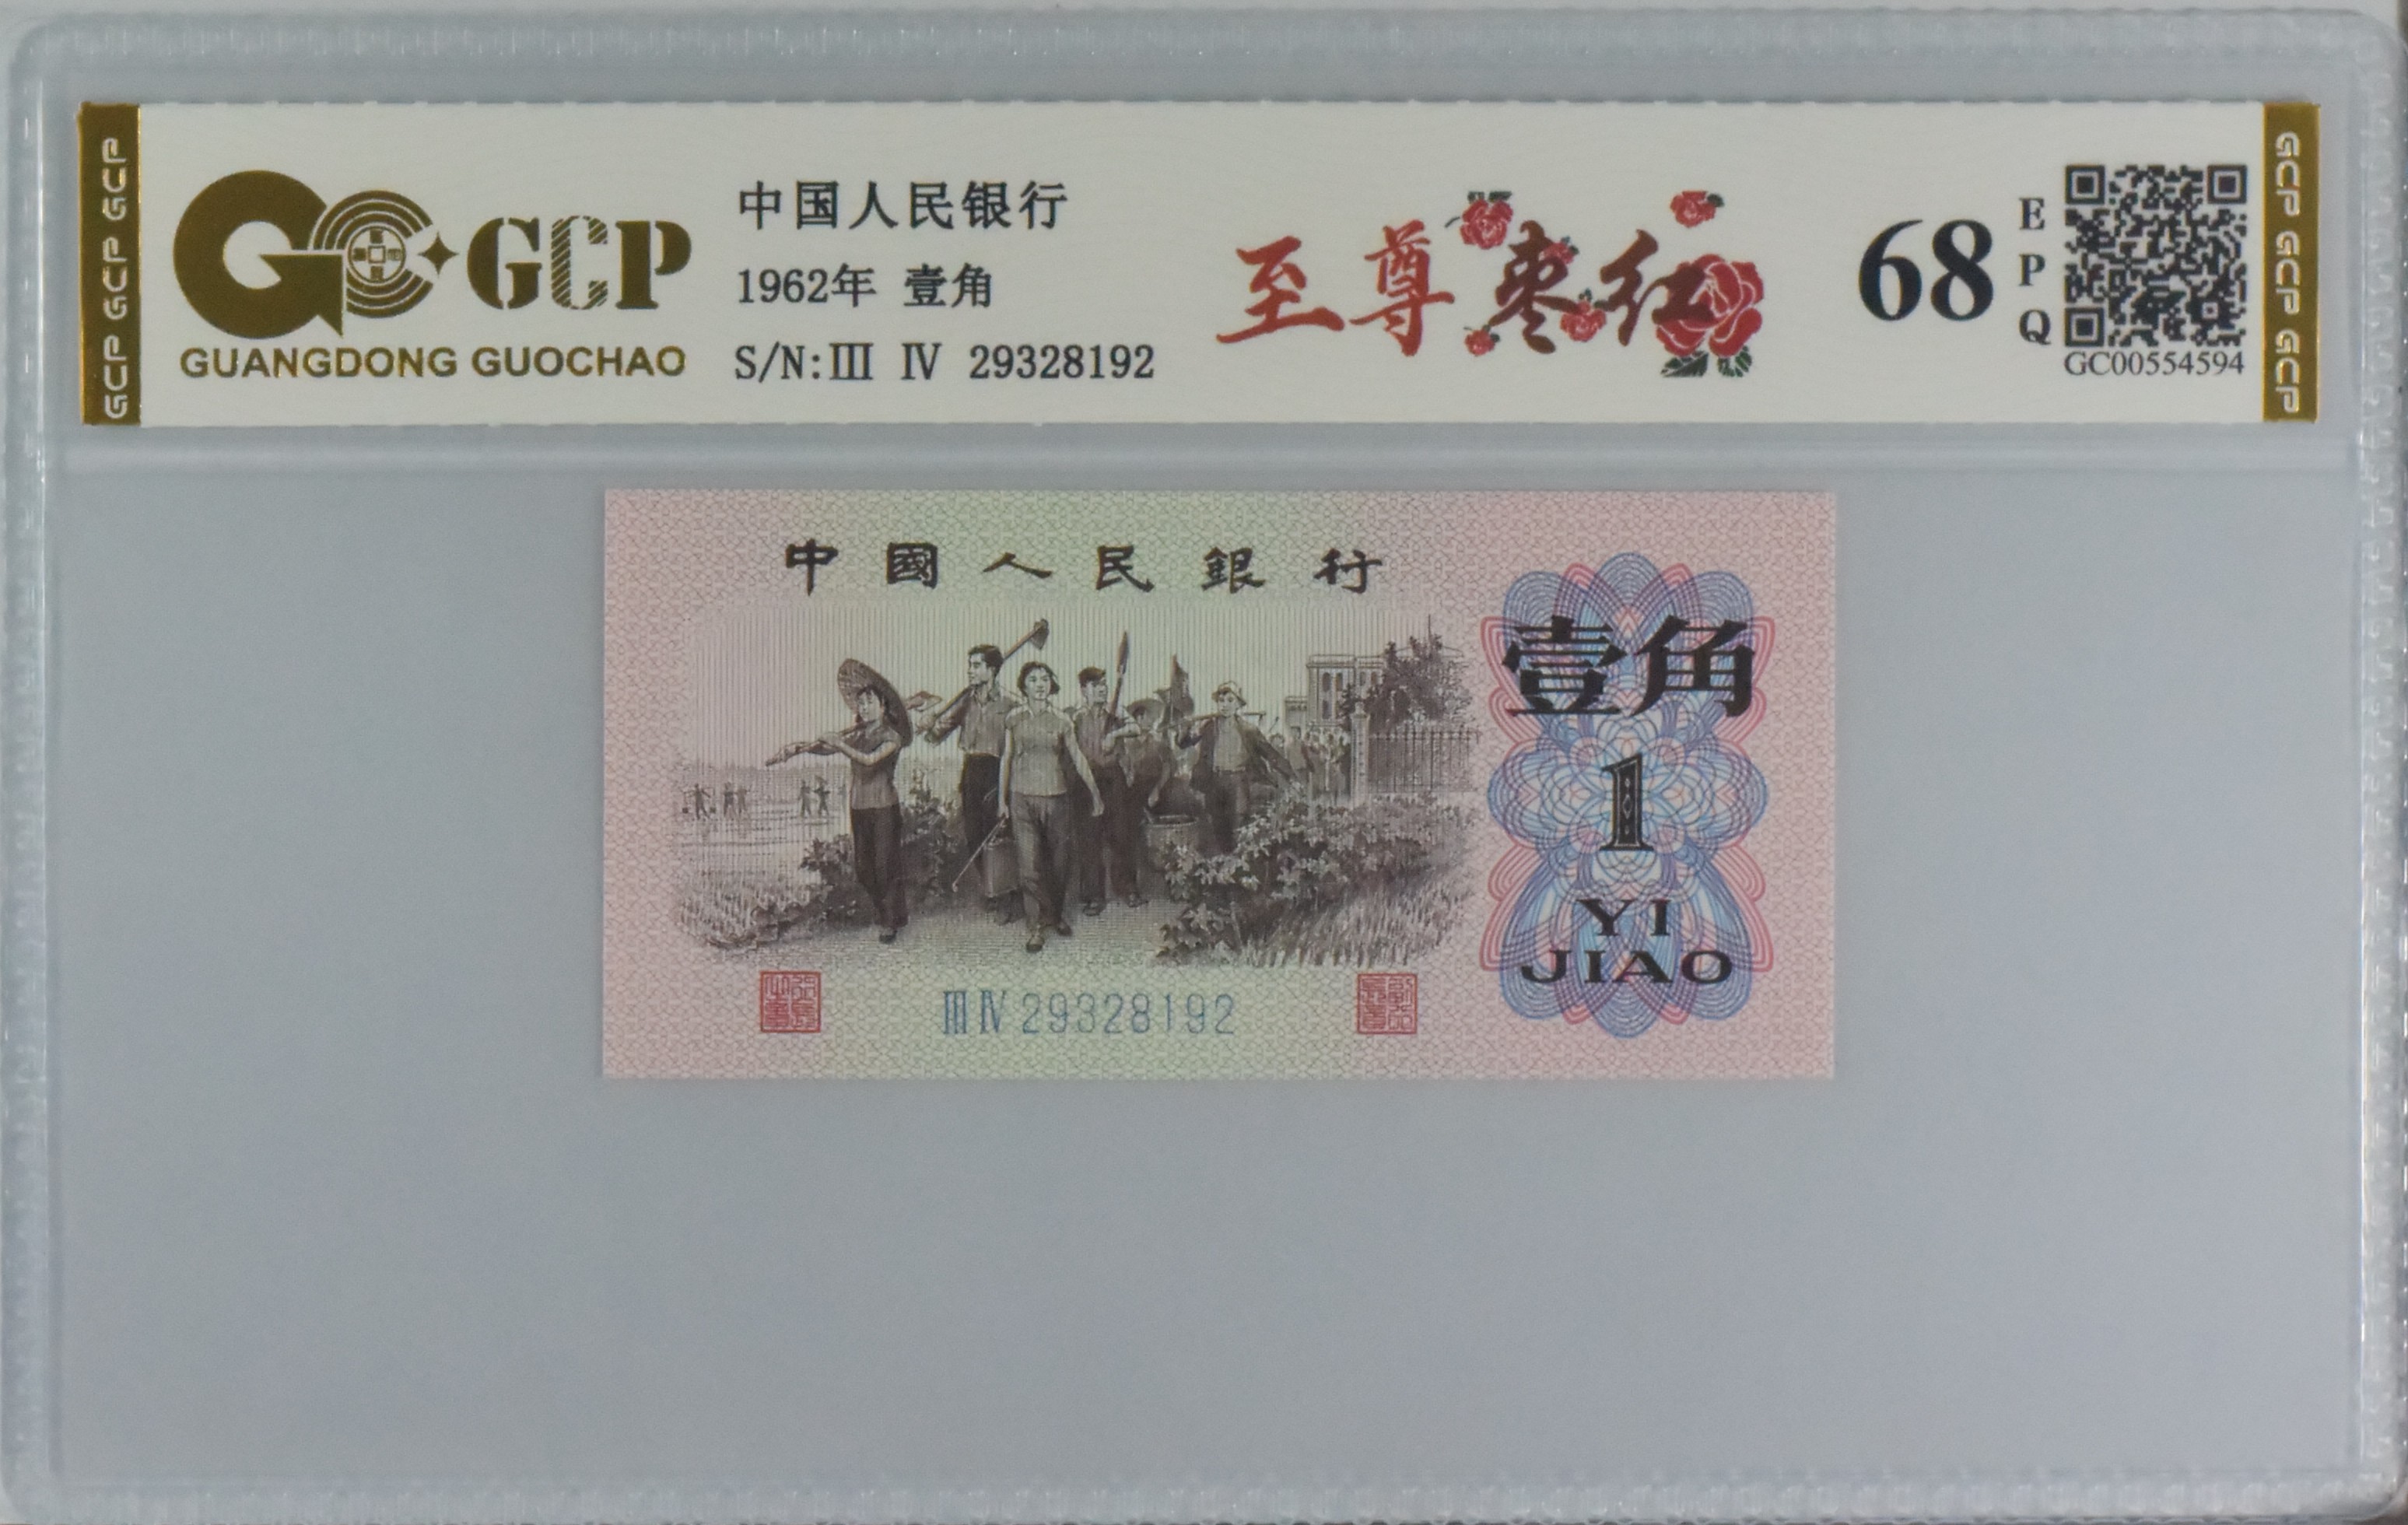 GCP GCP GCP
GCP
GUANGDONG GUOCHAO
中国人民银行
1962年 壹角
S/N:Ⅲ Ⅳ 29328192
至尊枣红
68
EPQ
GC00554594
GCP GCP GCP
中國人民銀行
壹角
1
YI
JIAO
Ⅲ Ⅳ 29328192